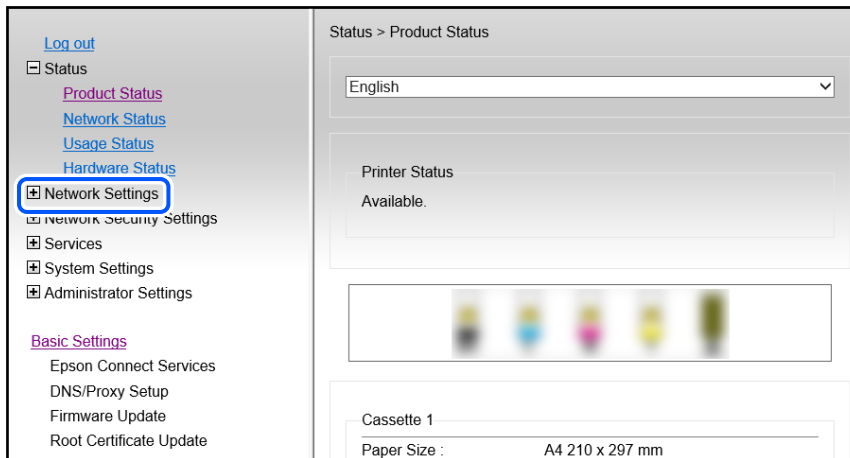 Log out
Status
Product Status
Network Status
Usage Status
Hardware Status
Network Settings
Network Security Settings
Services
System Settings
Administrator Settings
Basic Settings
Epson Connect Services
DNS/Proxy Setup
Firmware Update
Root Certificate Update
Status > Product Status
English
Printer Status
Available.
Cassette 1
Paper Size : A4 210 x 297 mm